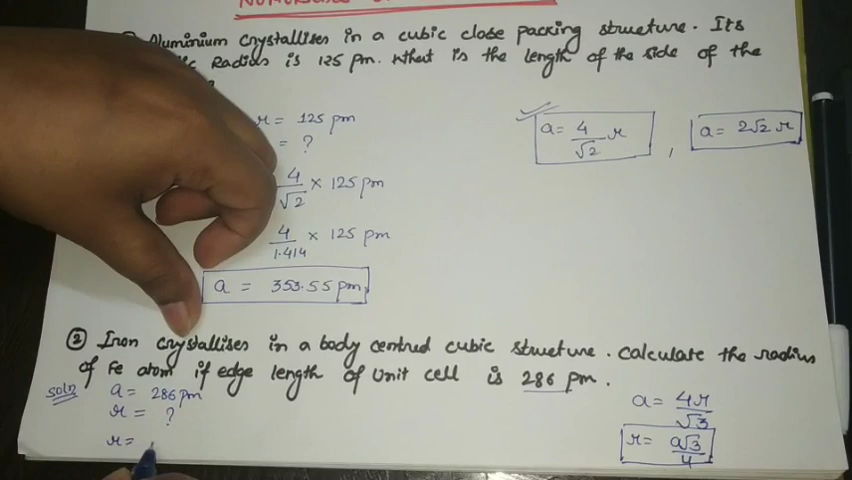 Aluminium crystallises in a cubic close packing structure. Its
Radius is 125 pm. What is the length of the side of the
r = 125 pm
= ?
4/√2 × 125 pm
4/1.414 × 125 pm
a = 353.55 pm
a = 4/√2 r , a = 2√2 r
② Iron crystallises in a body centred cubic structure. Calculate the radius
of Fe atom if edge length of Unit cell is 286 pm.
Soln a = 286 pm
r = ?
r =
a = 4r/√3
r = a√3/4